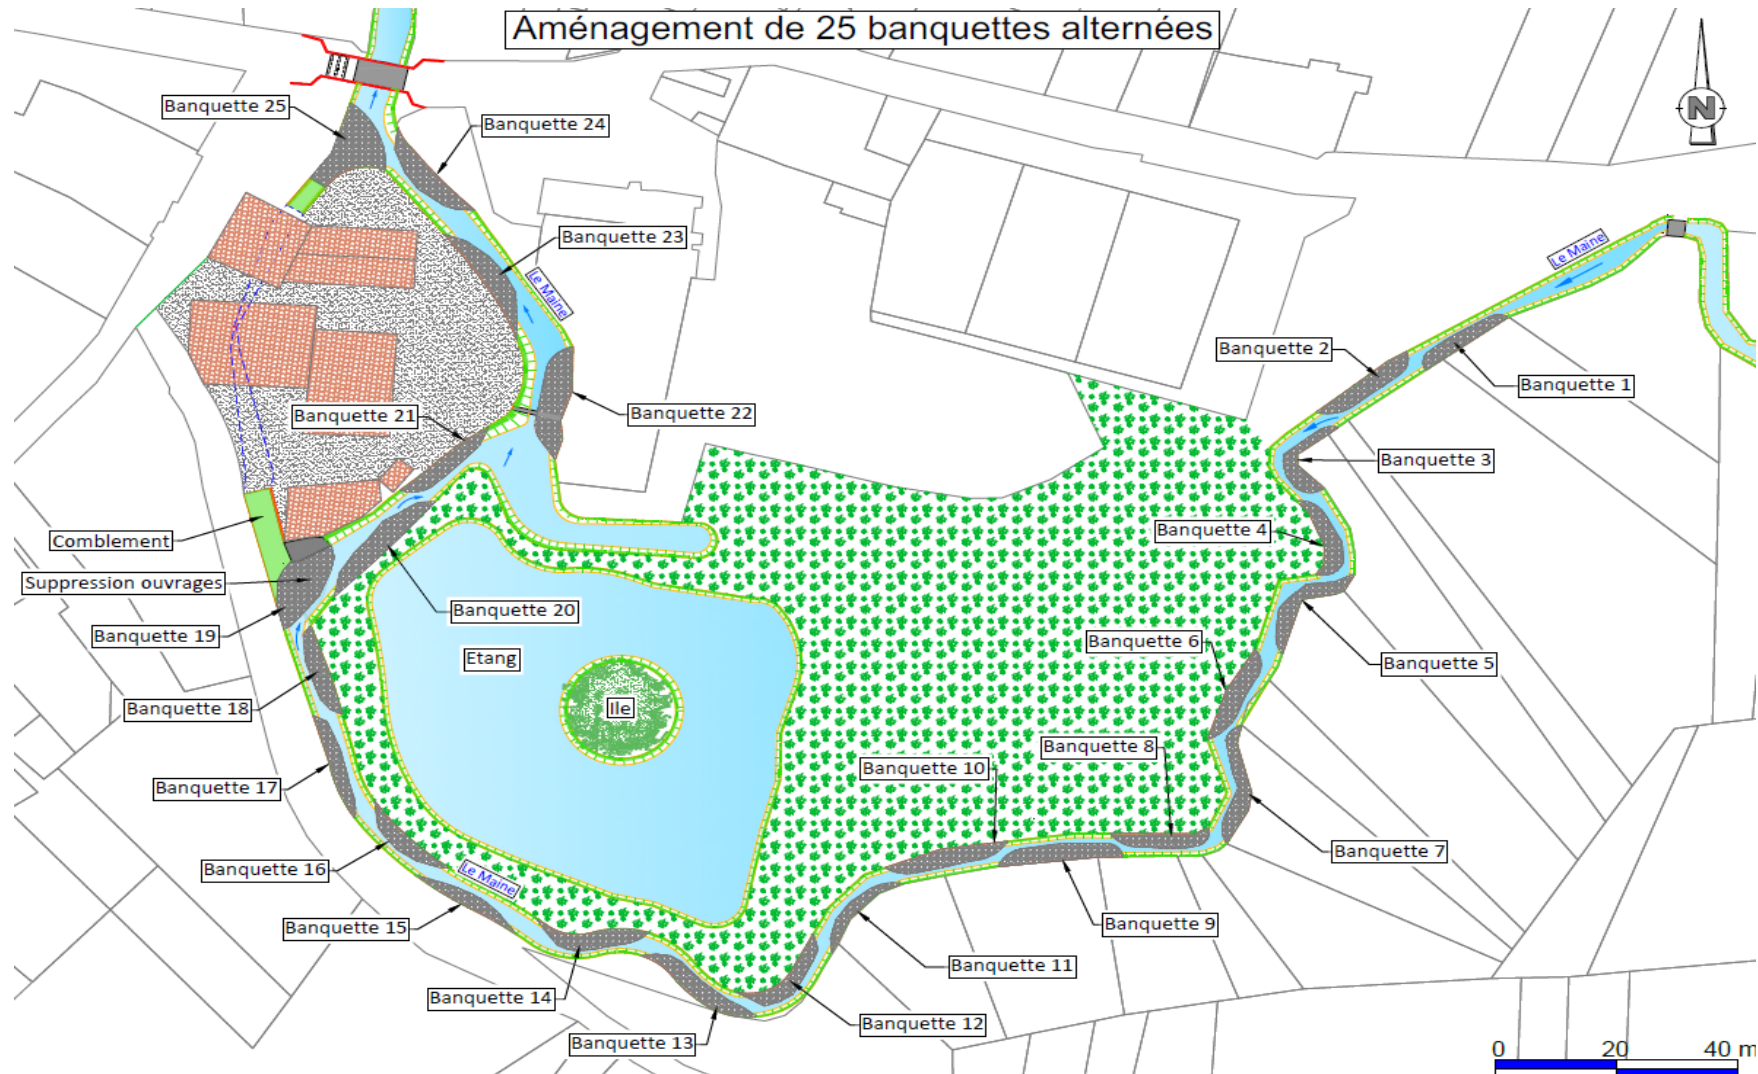 Aménagement de 25 banquettes alternées
Banquette 25
Banquette 24
N
Banquette 23
Le Maine
Le Maine
Banquette 2
Banquette 1
Banquette 21
Banquette 22
Banquette 3
Banquette 4
Comblement
Suppression ouvrages
Banquette 20
Banquette 19
Banquette 6
Etang
Banquette 5
Ile
Banquette 18
Banquette 8
Banquette 10
Banquette 17
Banquette 7
Banquette 16
Le Maine
Banquette 9
Banquette 15
Banquette 11
Banquette 14
Banquette 12
Banquette 13
0 20 40 m